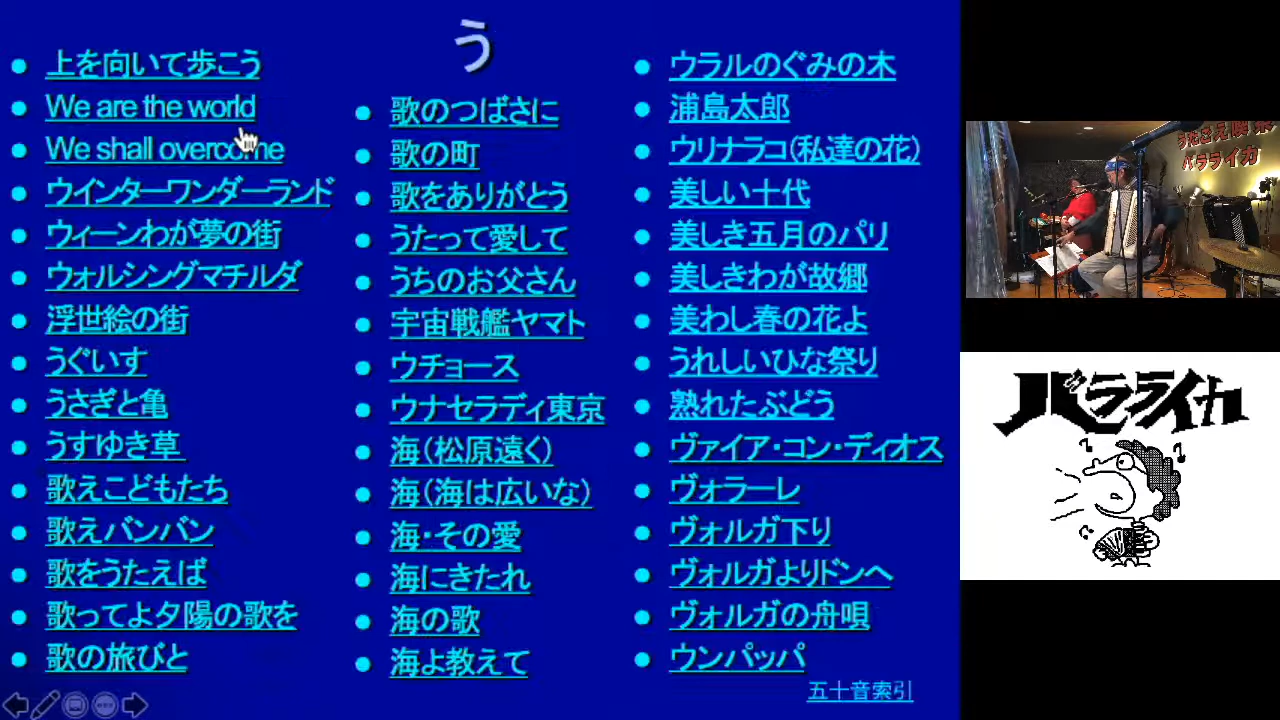 う
上を向いて歩こう
We are the world
We shall overcome
ウインターワンダーランド
ウィーンわが夢の街
ウォルシングマチルダ
浮世絵の街
うぐいす
うさぎと亀
うすゆき草
歌えこどもたち
歌えバンバン
歌をうたえば
歌ってよ夕陽の歌を
歌の旅びと
歌のつばさに
歌の町
歌をありがとう
うたって愛して
うちのお父さん
宇宙戦艦ヤマト
ウチョース
ウナセラディ東京
海（松原遠く）
海（海は広いな）
海・その愛
海にきたれ
海の歌
海よ教えて
ウラルのぐみの木
浦島太郎
ウリナラコ（私達の花）
美しい十代
美しき五月のパリ
美しきわが故郷
美わし春の花よ
うれしいひな祭り
熟れたぶどう
ヴァイア・コン・ディオス
ヴォラーレ
ヴォルガ下り
ヴォルガよりドンへ
ヴォルガの舟唄
ウンパッパ
五十音索引
うたごえ喫茶
バラライカ
バラライカ